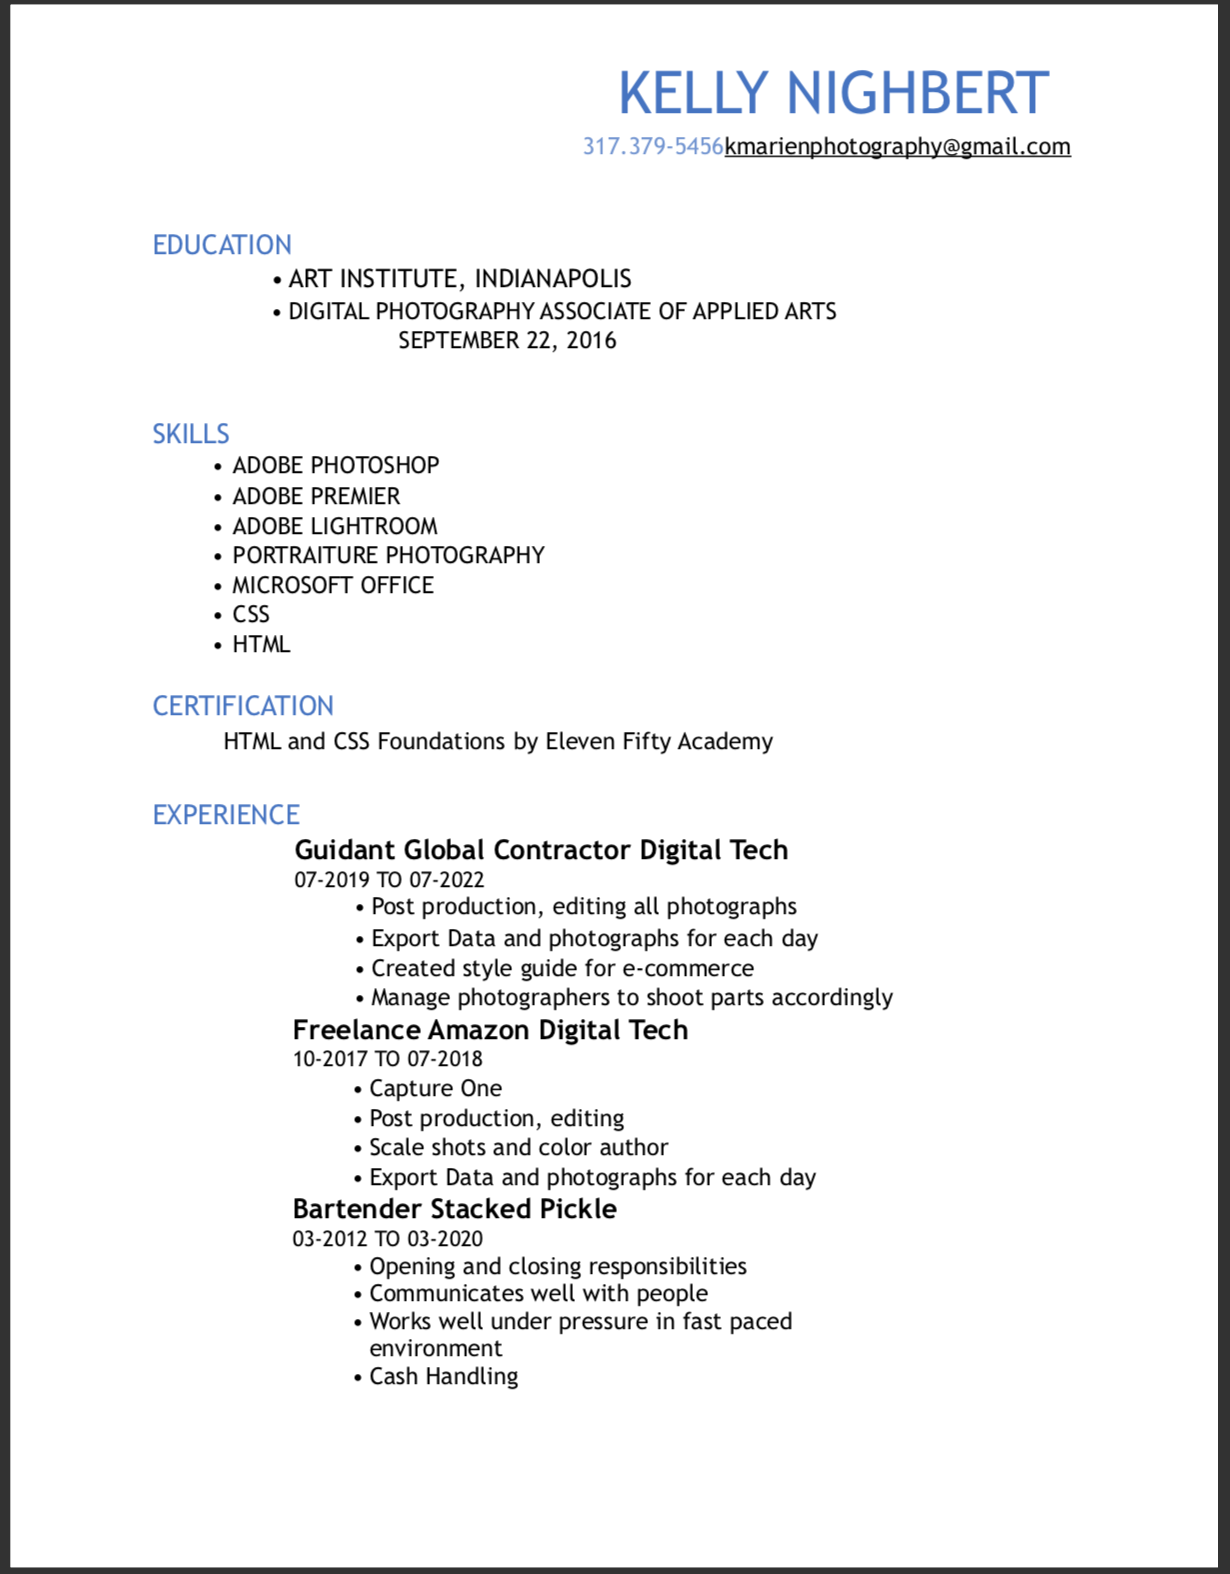 KELLY NIGHBERT
317.379-5456kmarienphotography@gmail.com
EDUCATION
• ART INSTITUTE, INDIANAPOLIS
• DIGITAL PHOTOGRAPHY ASSOCIATE OF APPLIED ARTS
SEPTEMBER 22, 2016
SKILLS
• ADOBE PHOTOSHOP
• ADOBE PREMIER
• ADOBE LIGHTROOM
• PORTRAITURE PHOTOGRAPHY
• MICROSOFT OFFICE
• CSS
• HTML
CERTIFICATION
HTML and CSS Foundations by Eleven Fifty Academy
EXPERIENCE
Guidant Global Contractor Digital Tech
07-2019 TO 07-2022
• Post production, editing all photographs
• Export Data and photographs for each day
• Created style guide for e-commerce
• Manage photographers to shoot parts accordingly
Freelance Amazon Digital Tech
10-2017 TO 07-2018
• Capture One
• Post production, editing
• Scale shots and color author
• Export Data and photographs for each day
Bartender Stacked Pickle
03-2012 TO 03-2020
• Opening and closing responsibilities
• Communicates well with people
• Works well under pressure in fast paced
environment
• Cash Handling